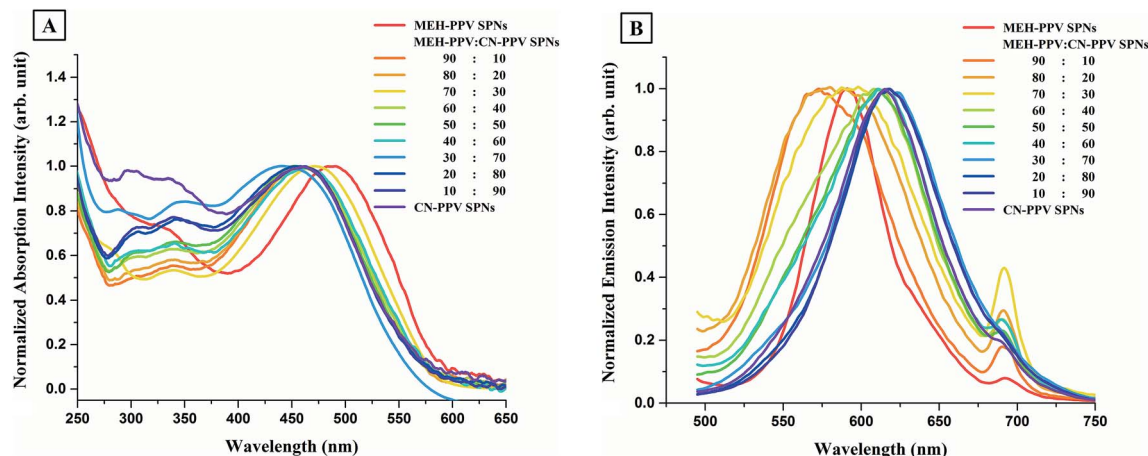 A
MEH-PPV SPNs
MEH-PPV:CN-PPV SPNs
90 : 10
80 : 20
70 : 30
60 : 40
50 : 50
40 : 60
30 : 70
20 : 80
10 : 90
CN-PPV SPNs
Normalized Absorption Intensity (arb. unit)
1.4
1.2
1.0
0.8
0.6
0.4
0.2
0.0
250 300 350 400 450 500 550 600 650
Wavelength (nm)
B
MEH-PPV SPNs
MEH-PPV:CN-PPV SPNs
90 : 10
80 : 20
70 : 30
60 : 40
50 : 50
40 : 60
30 : 70
20 : 80
10 : 90
CN-PPV SPNs
Normalized Emission Intensity (arb. unit)
1.0
0.8
0.6
0.4
0.2
0.0
500 550 600 650 700 750
Wavelength (nm)